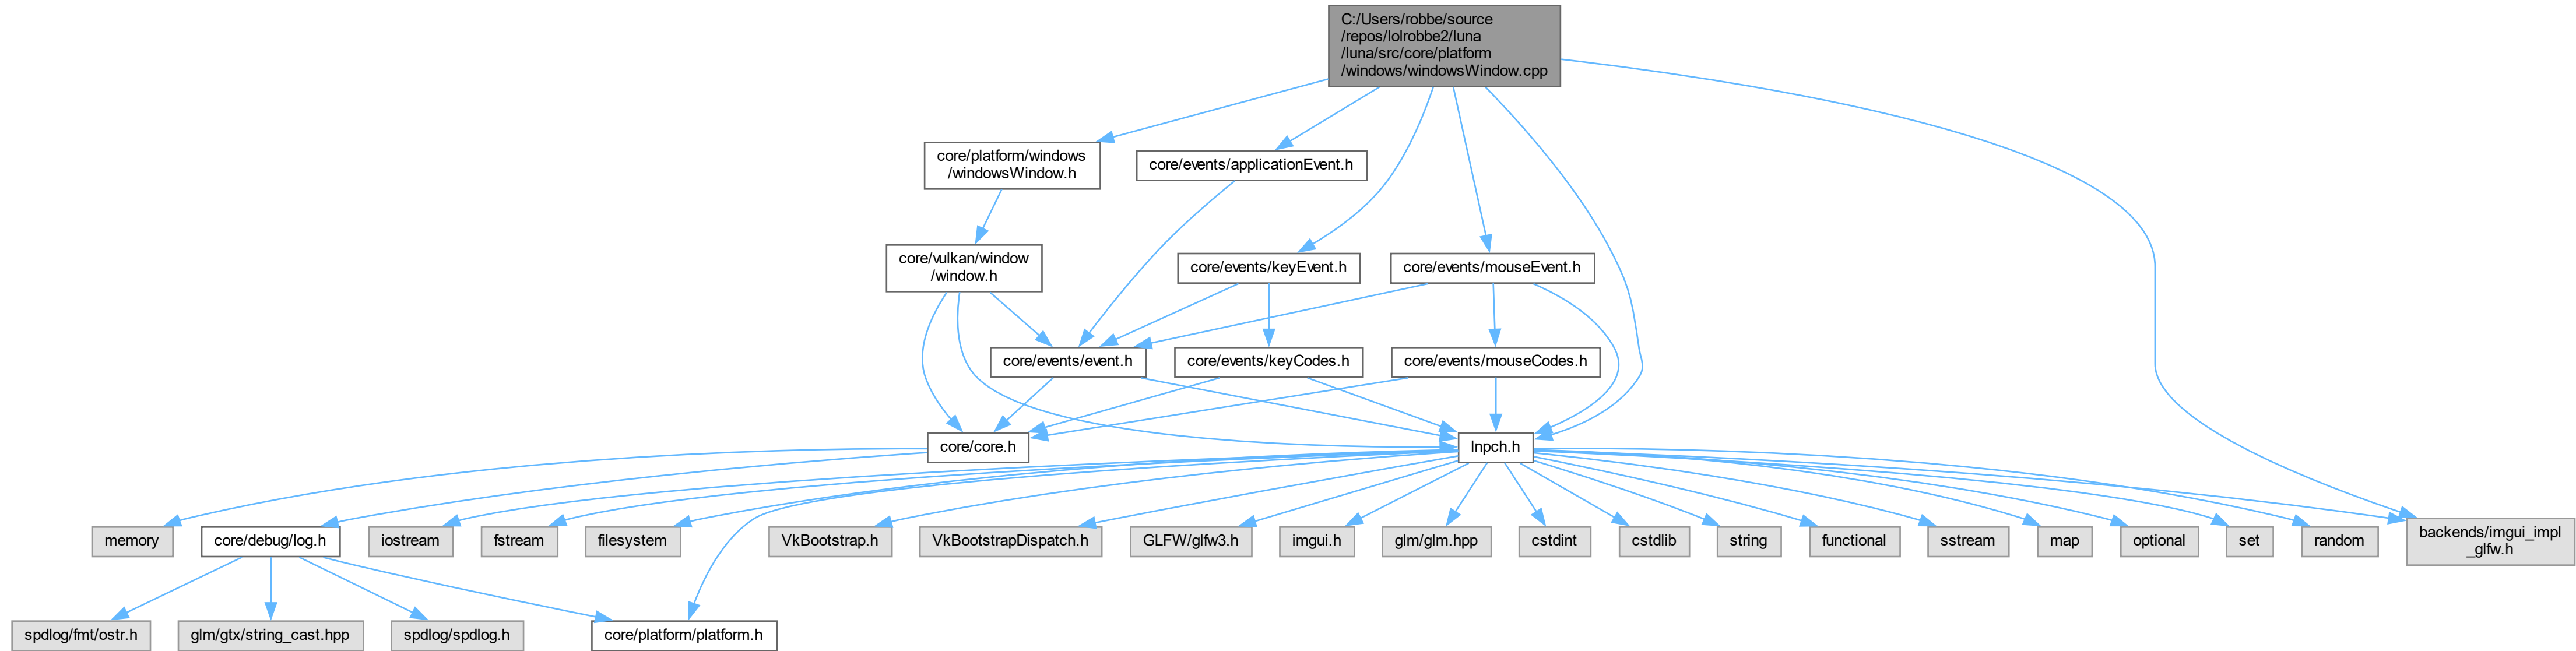 C:/Users/robbe/source
/repos/lolrobbe2/luna
/luna/src/core/platform
/windows/windowsWindow.cpp
core/platform/windows
/windowsWindow.h
core/events/applicationEvent.h
core/vulkan/window
/window.h
core/events/keyEvent.h
core/events/mouseEvent.h
core/events/event.h
core/events/keyCodes.h
core/events/mouseCodes.h
core/core.h
lnpch.h
memory
core/debug/log.h
iostream
fstream
filesystem
VkBootstrap.h
VkBootstrapDispatch.h
GLFW/glfw3.h
imgui.h
glm/glm.hpp
cstdint
cstdlib
string
functional
sstream
map
optional
set
random
backends/imgui_impl
_glfw.h
spdlog/fmt/ostr.h
glm/gtx/string_cast.hpp
spdlog/spdlog.h
core/platform/platform.h